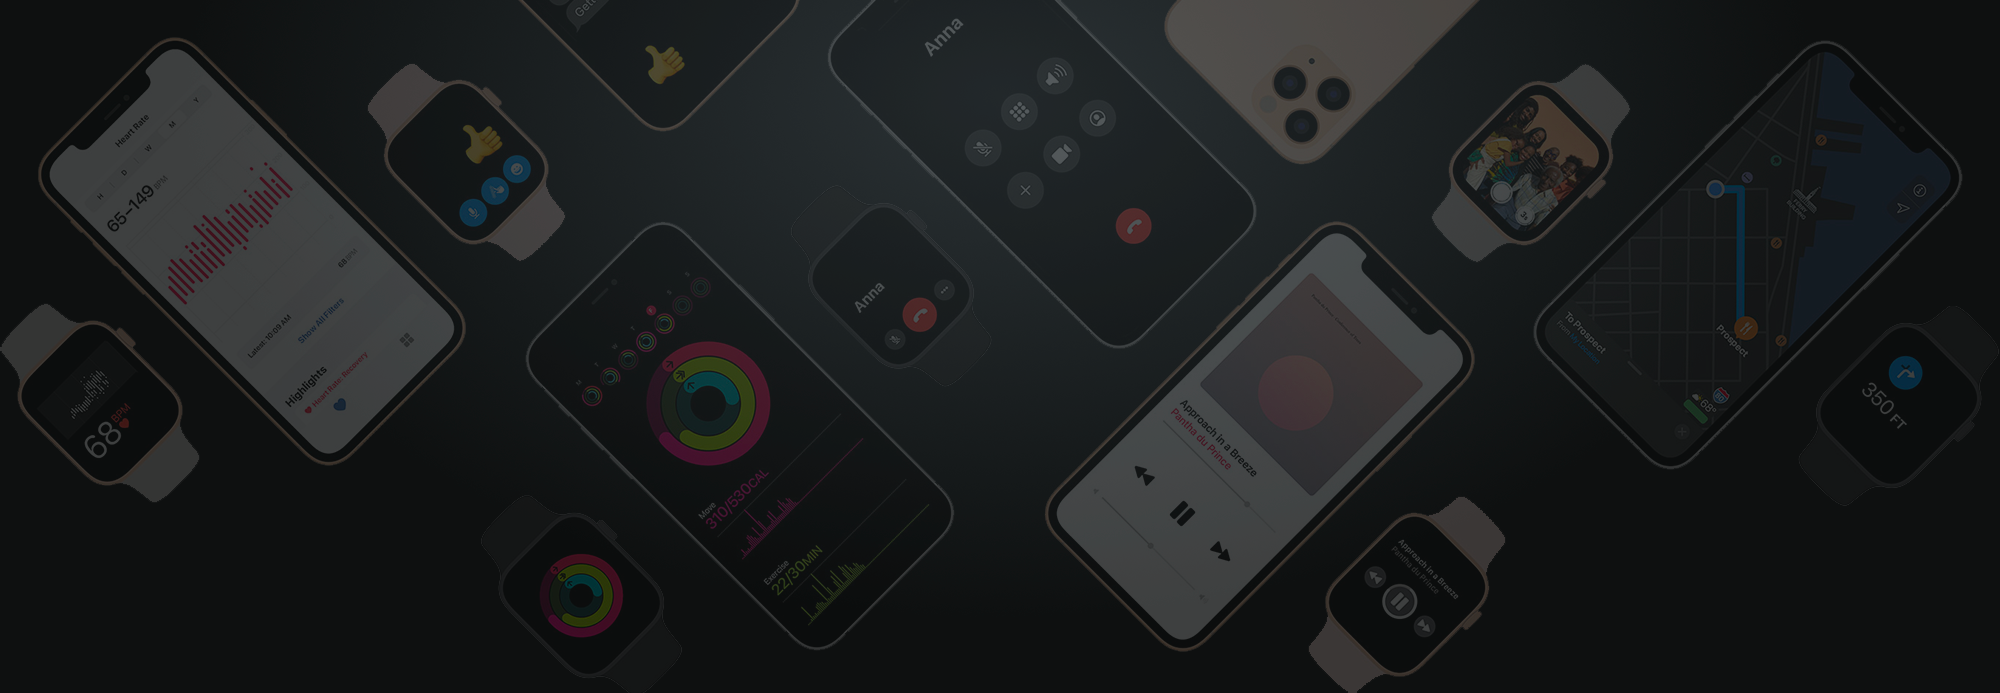 Heart Rate
H D W M Y
65–149 BPM
68 BPM
Latest: 10:09 AM
Show All Filters
Highlights
Heart Rate: Recovery
68 BPM
Anna
Anna
Move
310/530CAL
Exercise
22/30MIN
Approach in a Breeze
Pantha du Prince
Approach in a Breeze
Pantha du Prince
Prospect
To Prospect
68°
350 FT